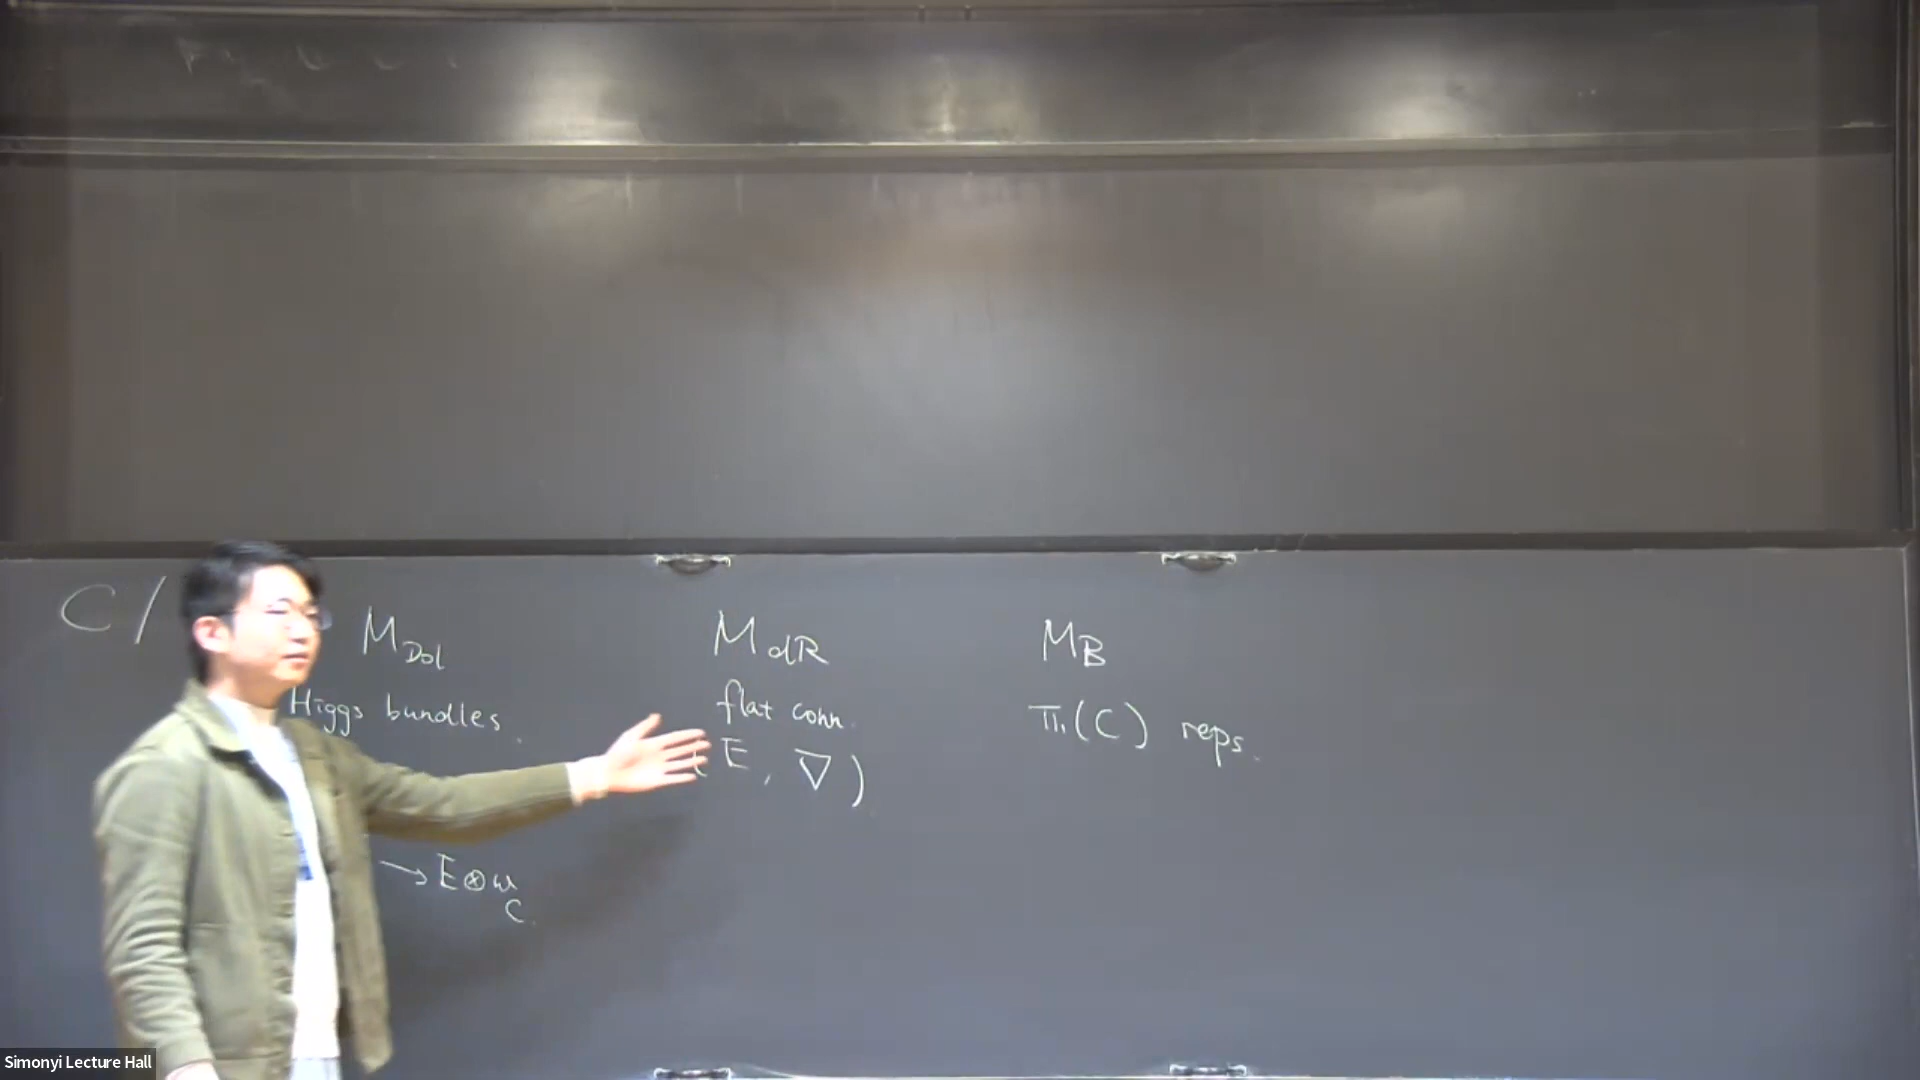 C /
M_Dol
Higgs bundles.
→ E⊗ω_C.
M_dR
flat conn.
(E, ∇)
M_B
π₁(C) reps.
Simonyi Lecture Hall